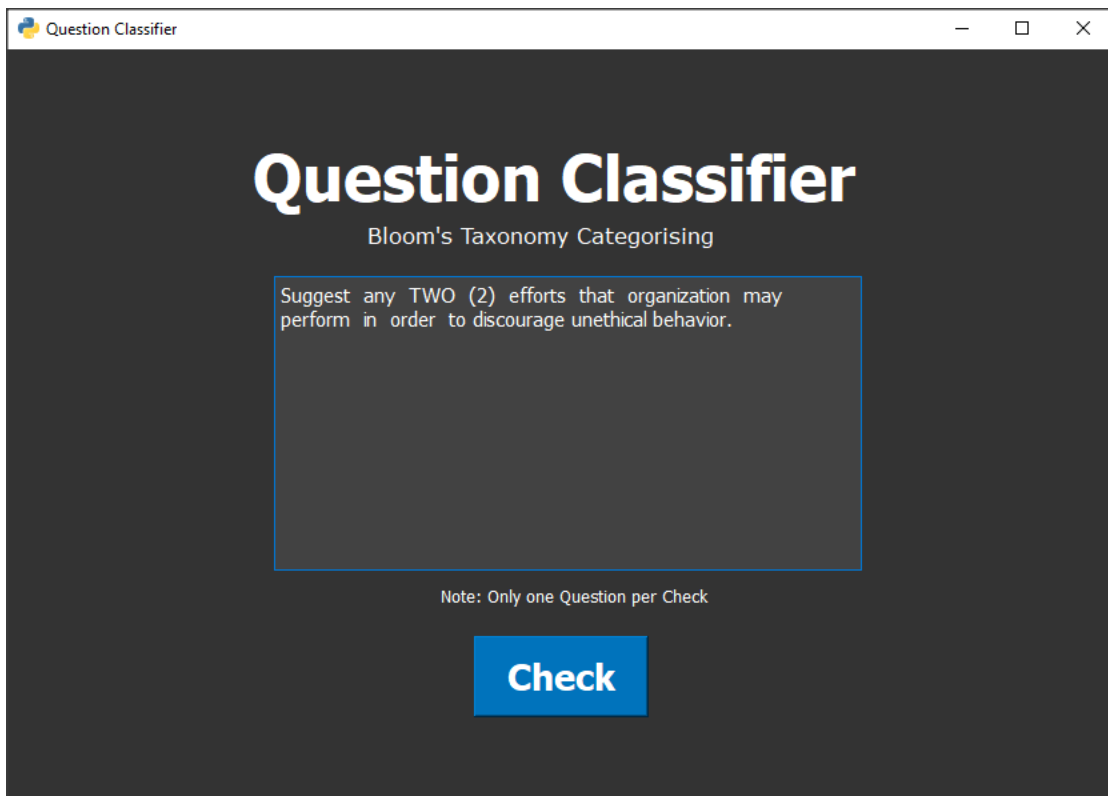 Question Classifier
Question Classifier
Bloom's Taxonomy Categorising
Suggest any TWO (2) efforts that organization may
perform in order to discourage unethical behavior.
Note: Only one Question per Check
Check